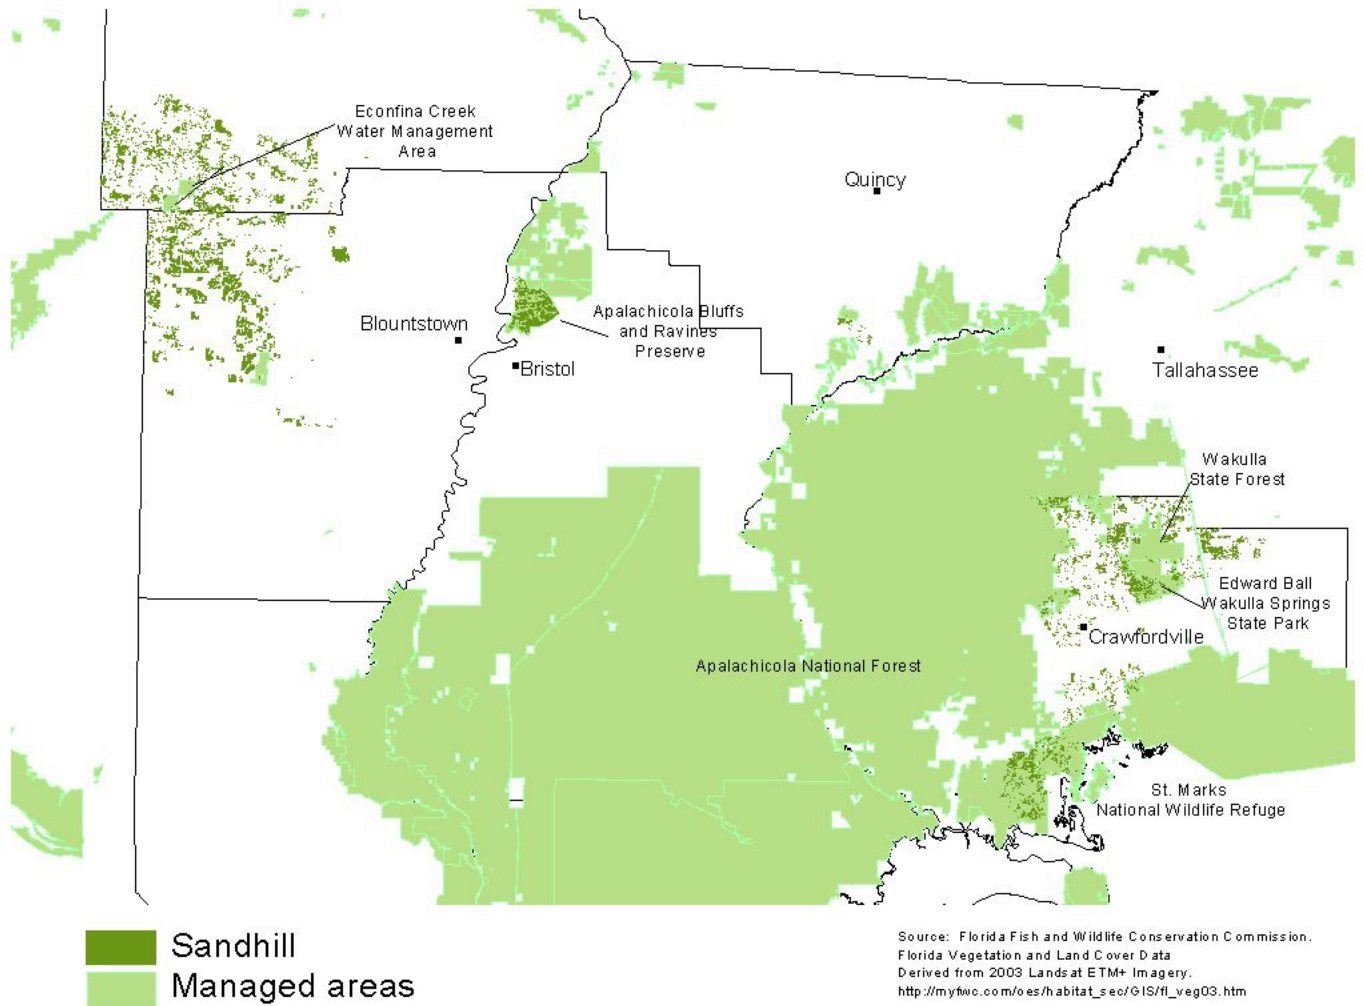 Econfina Creek
Water Management
Area
Quincy
Apalachicola Bluffs
and Ravines
Preserve
Blountstown
Bristol
Tallahassee
Wakulla
State Forest
Edward Ball
Wakulla Springs
State Park
Crawfordville
Apalachicola National Forest
St. Marks
National Wildlife Refuge
Sandhill
Managed areas
Source: Florida Fish and Wildlife Conservation Commission.
Florida Vegetation and Land Cover Data
Derived from 2003 Landsat ETM+ Imagery.
http://myfwc.com/oes/habitat_sec/GIS/fl_veg03.htm